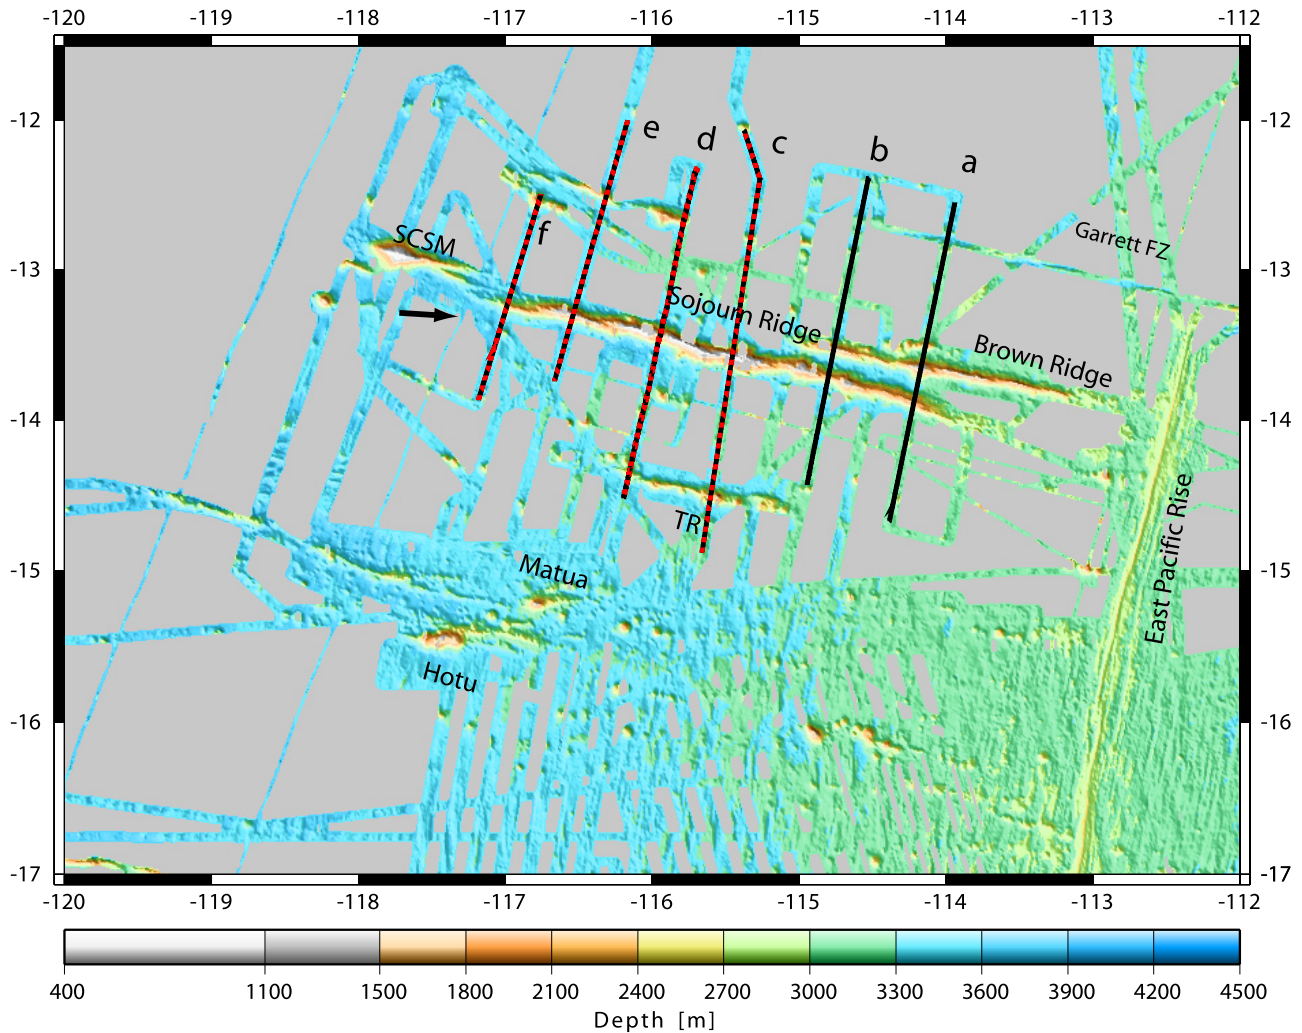 -120 -119 -118 -117 -116 -115 -114 -113 -112
-12 -12
e d c b a
f
SCSM
Garrett FZ
-13 -13
Sojourn Ridge
Brown Ridge
-14 -14
TR
East Pacific Rise
Matua
-15 -15
Hotu
-16 -16
-17 -17
-120 -119 -118 -117 -116 -115 -114 -113 -112
400 1100 1500 1800 2100 2400 2700 3000 3300 3600 3900 4200 4500
Depth [m]